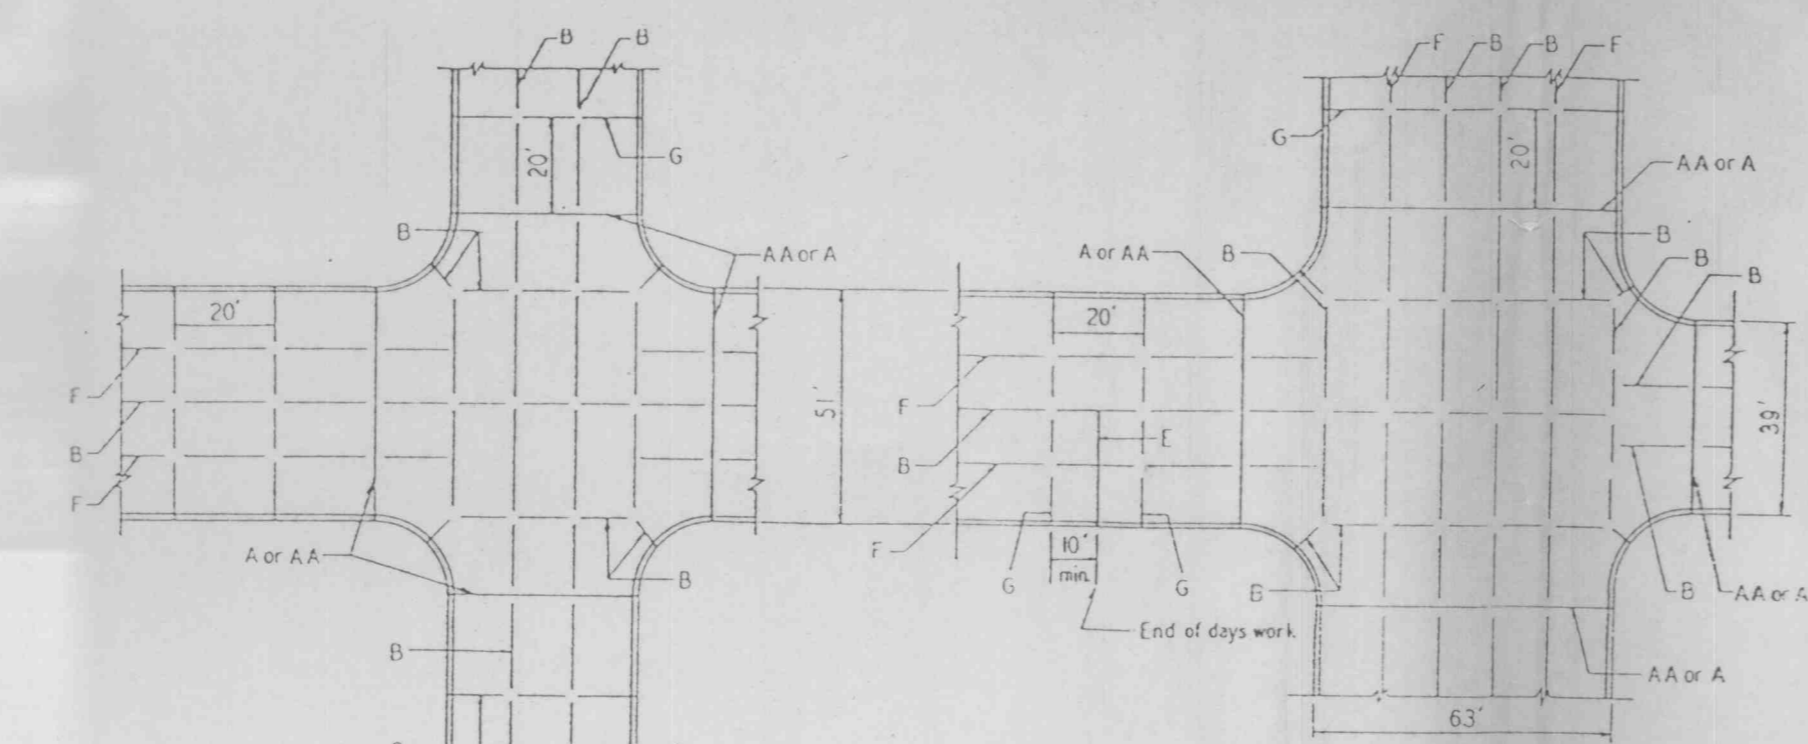 B
B
F
B
B
F
G
20'
G
20'
AA or A
B
AA or A
A or AA
B
B
B
B
20'
20'
F
51'
F
39'
B
E
B
F
A or AA
B
F
10'
min.
G
G
B
B
AA or A
End of days work
B
AA or A
63'